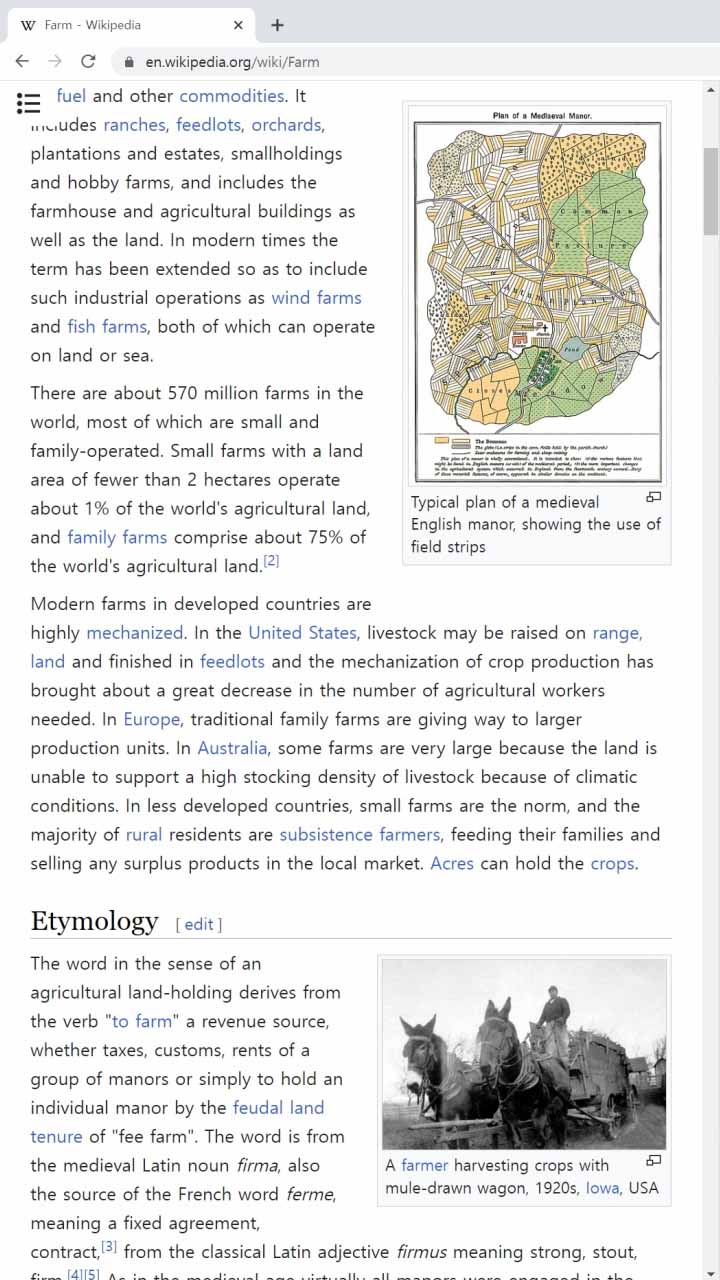 Farm - Wikipedia
en.wikipedia.org/wiki/Farm
fuel and other commodities. It
includes ranches, feedlots, orchards,
plantations and estates, smallholdings
and hobby farms, and includes the
farmhouse and agricultural buildings as
well as the land. In modern times the
term has been extended so as to include
such industrial operations as wind farms
and fish farms, both of which can operate
on land or sea.
There are about 570 million farms in the
world, most of which are small and
family-operated. Small farms with a land
area of fewer than 2 hectares operate
about 1% of the world's agricultural land,
and family farms comprise about 75% of
the world's agricultural land.[2]
Plan of a Mediaeval Manor.
Common
Pasture
Pond
Typical plan of a medieval
English manor, showing the use of
field strips
Modern farms in developed countries are
highly mechanized. In the United States, livestock may be raised on range,
land and finished in feedlots and the mechanization of crop production has
brought about a great decrease in the number of agricultural workers
needed. In Europe, traditional family farms are giving way to larger
production units. In Australia, some farms are very large because the land is
unable to support a high stocking density of livestock because of climatic
conditions. In less developed countries, small farms are the norm, and the
majority of rural residents are subsistence farmers, feeding their families and
selling any surplus products in the local market. Acres can hold the crops.
Etymology [ edit ]
The word in the sense of an
agricultural land-holding derives from
the verb "to farm" a revenue source,
whether taxes, customs, rents of a
group of manors or simply to hold an
individual manor by the feudal land
tenure of "fee farm". The word is from
the medieval Latin noun firma, also
the source of the French word ferme,
meaning a fixed agreement,
contract,[3] from the classical Latin adjective firmus meaning strong, stout,
firm.[4][5] As in the medieval age virtually all manors were engaged in the
A farmer harvesting crops with
mule-drawn wagon, 1920s, Iowa, USA